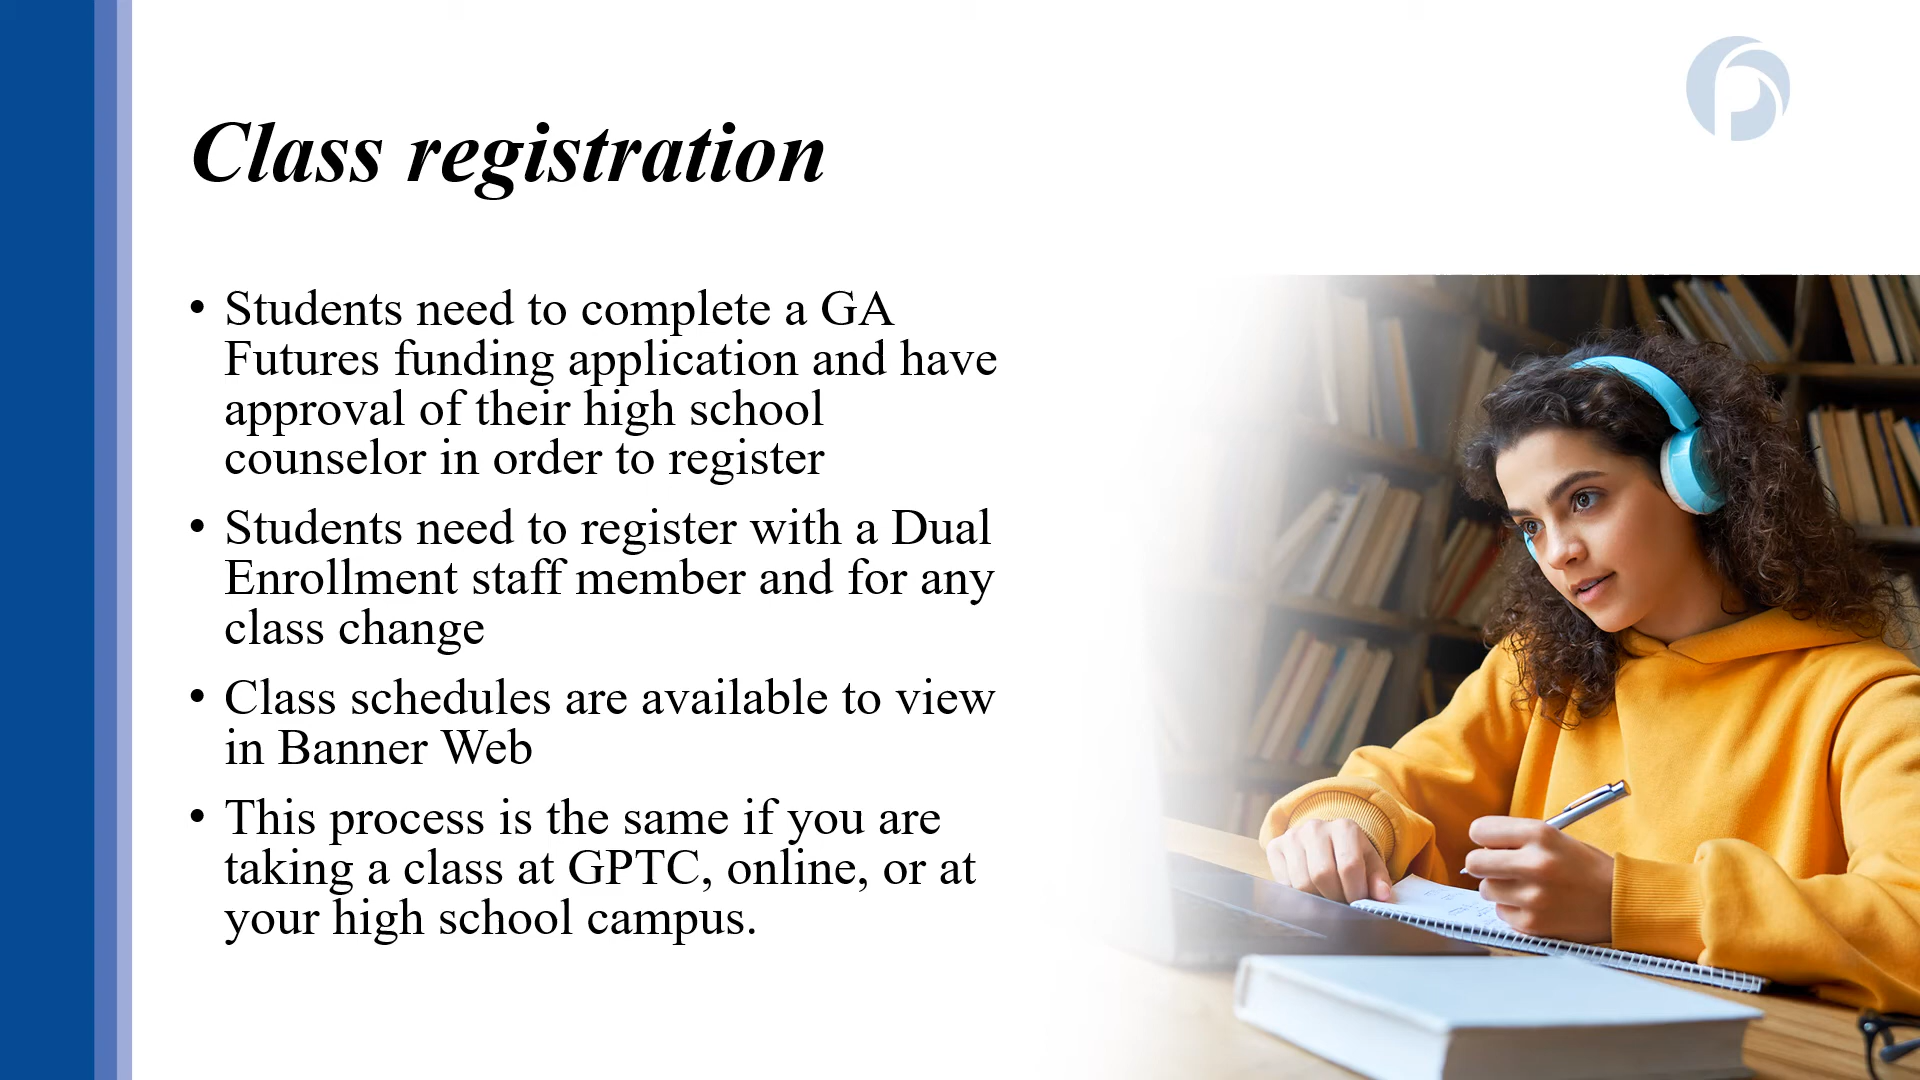 Class registration
• Students need to complete a GA
Futures funding application and have
approval of their high school
counselor in order to register
• Students need to register with a Dual
Enrollment staff member and for any
class change
• Class schedules are available to view
in Banner Web
• This process is the same if you are
taking a class at GPTC, online, or at
your high school campus.